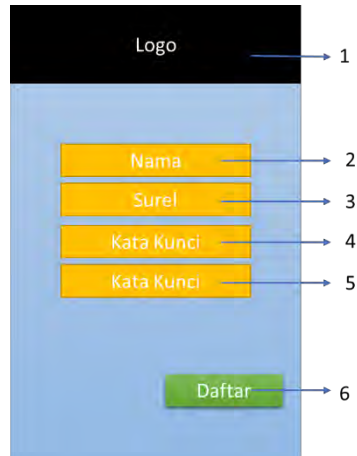 Logo
1
Nama
2
Surel
3
Kata Kunci
4
Kata Kunci
5
Daftar
6